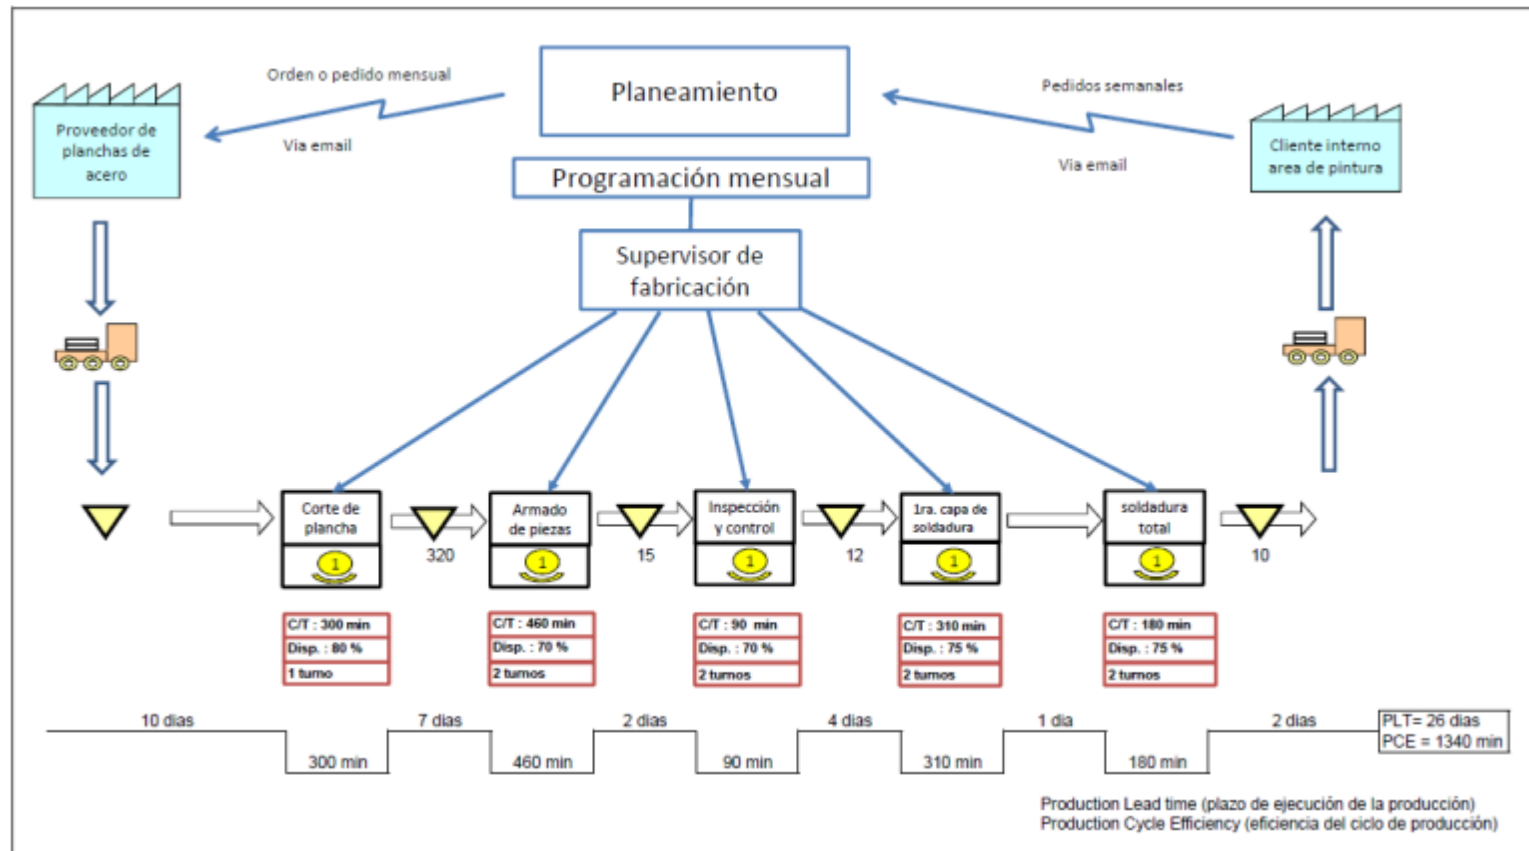 Orden o pedido mensual
Via email
Planeamiento
Pedidos semanales
Via email
Proveedor de
planchas de
acero
Cliente interno
area de pintura
Programación mensual
Supervisor de
fabricación
Corte de
plancha
1
320
Armado
de piezas
1
15
Inspección
y control
1
12
1ra. capa de
soldadura
1
soldadura
total
1
10
C/T : 300 min
Disp. : 80 %
1 turno
C/T : 460 min
Disp. : 70 %
2 turnos
C/T : 90 min
Disp. : 70 %
2 turnos
C/T : 310 min
Disp. : 75 %
2 turnos
C/T : 180 min
Disp. : 75 %
2 turnos
10 dias
7 dias
2 dias
4 dias
1 dia
2 dias
300 min
460 min
90 min
310 min
180 min
PLT= 26 dias
PCE = 1340 min
Production Lead time (plazo de ejecución de la producción)
Production Cycle Efficiency (eficiencia del ciclo de producción)